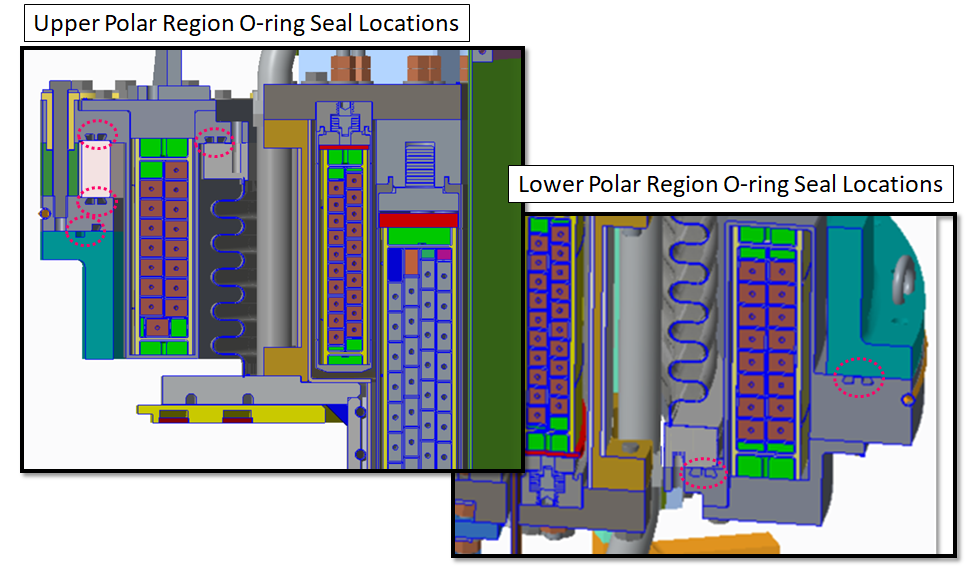 Upper Polar Region O-ring Seal Locations
Lower Polar Region O-ring Seal Locations